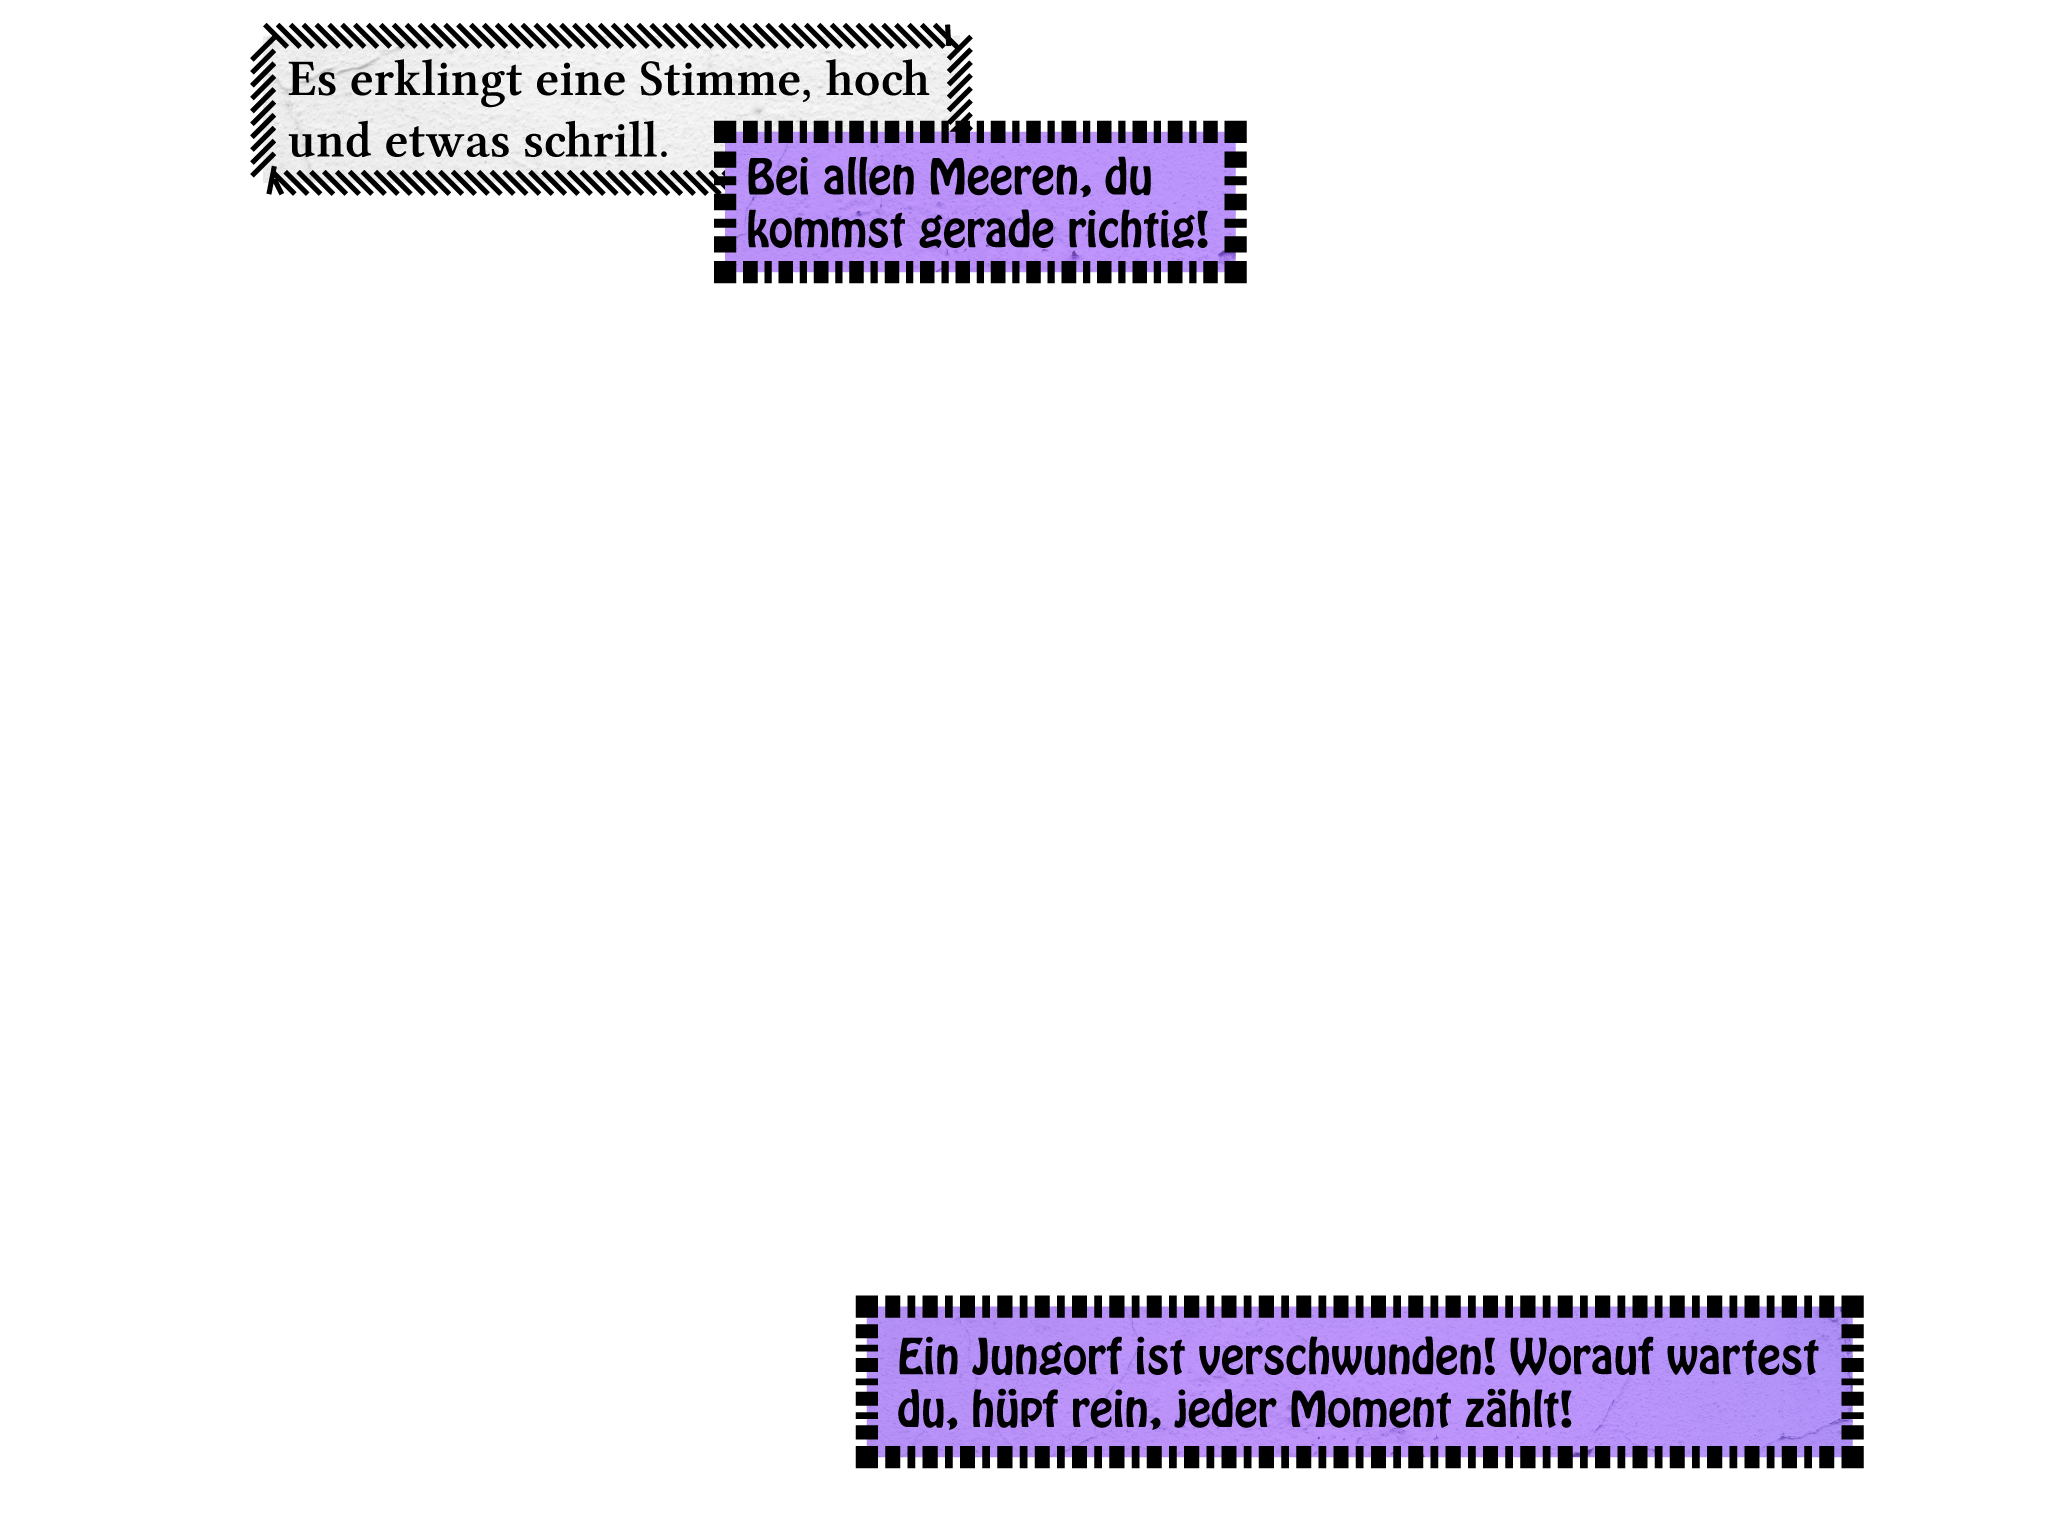 Es erklingt eine Stimme, hoch
und etwas schrill.
Bei allen Meeren, du
kommst gerade richtig!
Ein Jungorf ist verschwunden! Worauf wartest
du, hüpf rein, jeder Moment zählt!